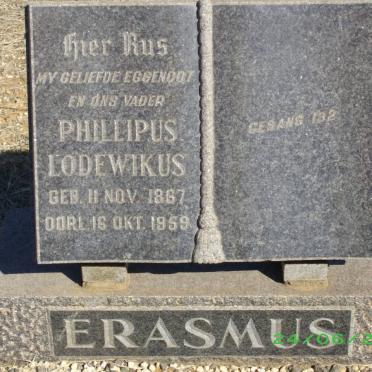 Hier Rus
MY GELIEFDE EGGENOOT
EN ONS VADER
PHILLIPUS
LODEWIKUS
GEB. 11 NOV. 1867
OORL. 16 OKT. 1959
GESANG 192
ERASMUS